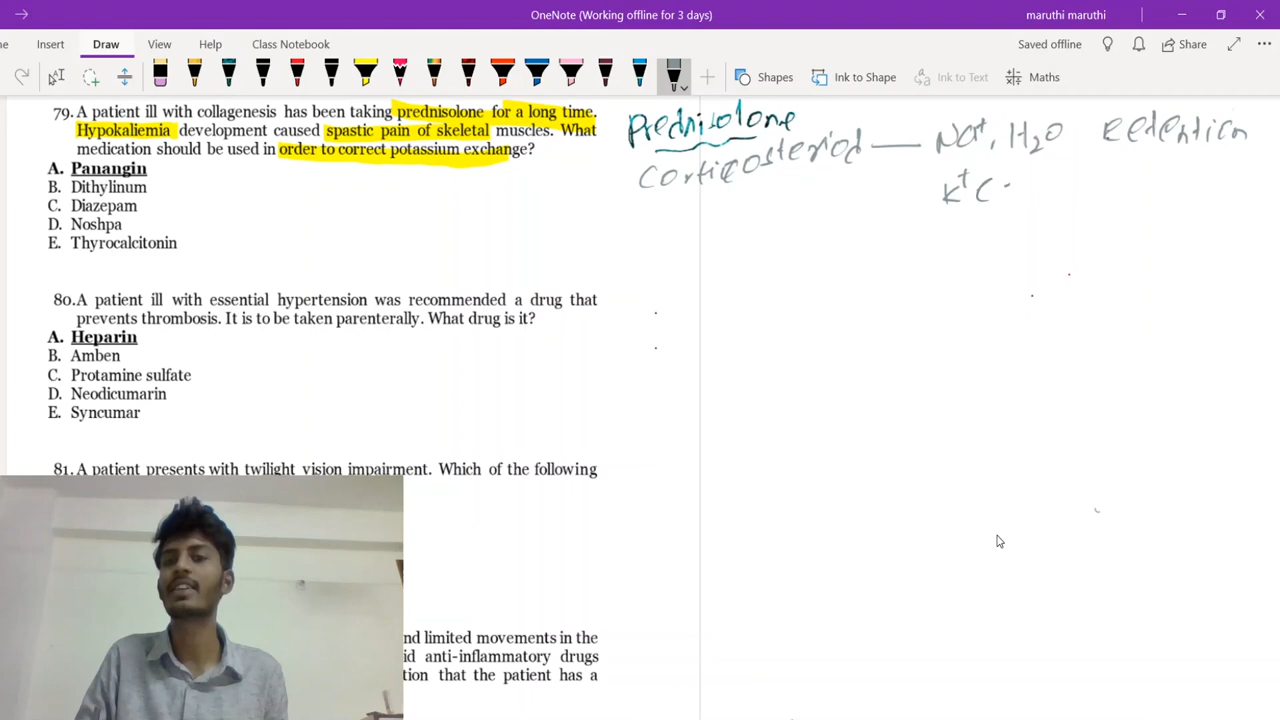 OneNote (Working offline for 3 days)
maruthi maruthi
Insert Draw View Help Class Notebook
Saved offline Share
Shapes Ink to Shape Ink to Text Maths
79. A patient ill with collagenesis has been taking prednisolone for a long time.
Hypokaliemia development caused spastic pain of skeletal muscles. What
medication should be used in order to correct potassium exchange?
A. Panangin
B. Dithylinum
C. Diazepam
D. Noshpa
E. Thyrocalcitonin
80. A patient ill with essential hypertension was recommended a drug that
prevents thrombosis. It is to be taken parenterally. What drug is it?
A. Heparin
B. Amben
C. Protamine sulfate
D. Neodicumarin
E. Syncumar
81. A patient presents with twilight vision impairment. Which of the following
nd limited movements in the
id anti-inflammatory drugs
tion that the patient has a
Prednisolone
Corticosteriod — Na+, H2O Retention
K+ (-